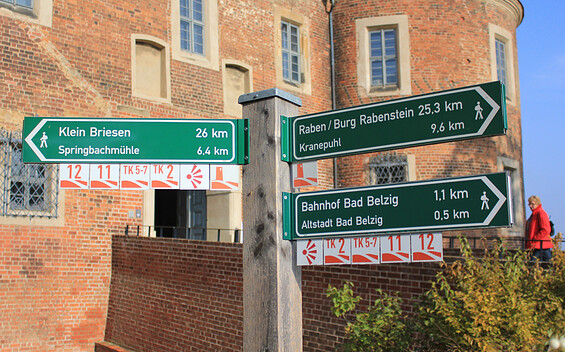 Klein Briesen 26 km
Springbachmühle 6,4 km
12 11 TK 5-7 TK 2
Raben / Burg Rabenstein 25,3 km
Kranepuhl 9,6 km
Bahnhof Bad Belzig 1,1 km
Altstadt Bad Belzig 0,5 km
TK 2 TK 5-7 11 12